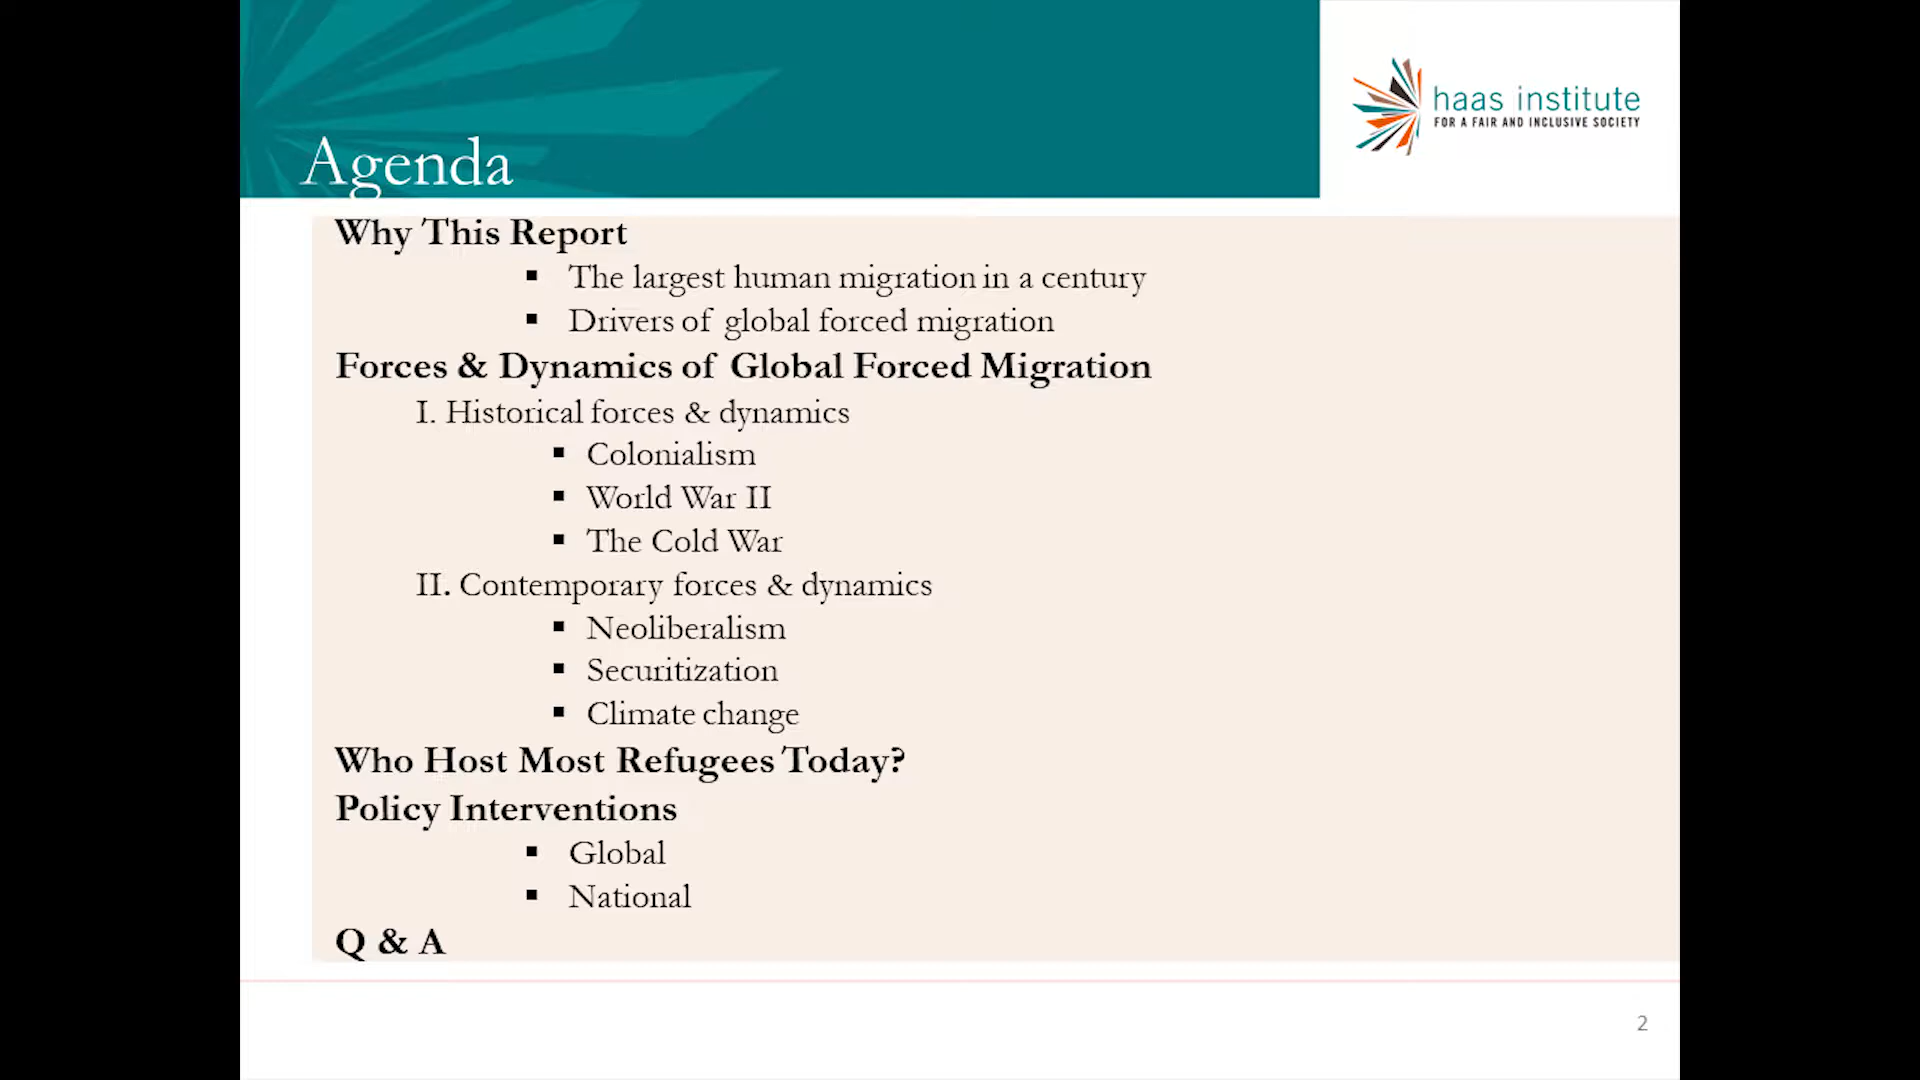 haas institute
FOR A FAIR AND INCLUSIVE SOCIETY
Agenda
Why This Report
▪ The largest human migration in a century
▪ Drivers of global forced migration
Forces & Dynamics of Global Forced Migration
I. Historical forces & dynamics
▪ Colonialism
▪ World War II
▪ The Cold War
II. Contemporary forces & dynamics
▪ Neoliberalism
▪ Securitization
▪ Climate change
Who Host Most Refugees Today?
Policy Interventions
▪ Global
▪ National
Q & A
2